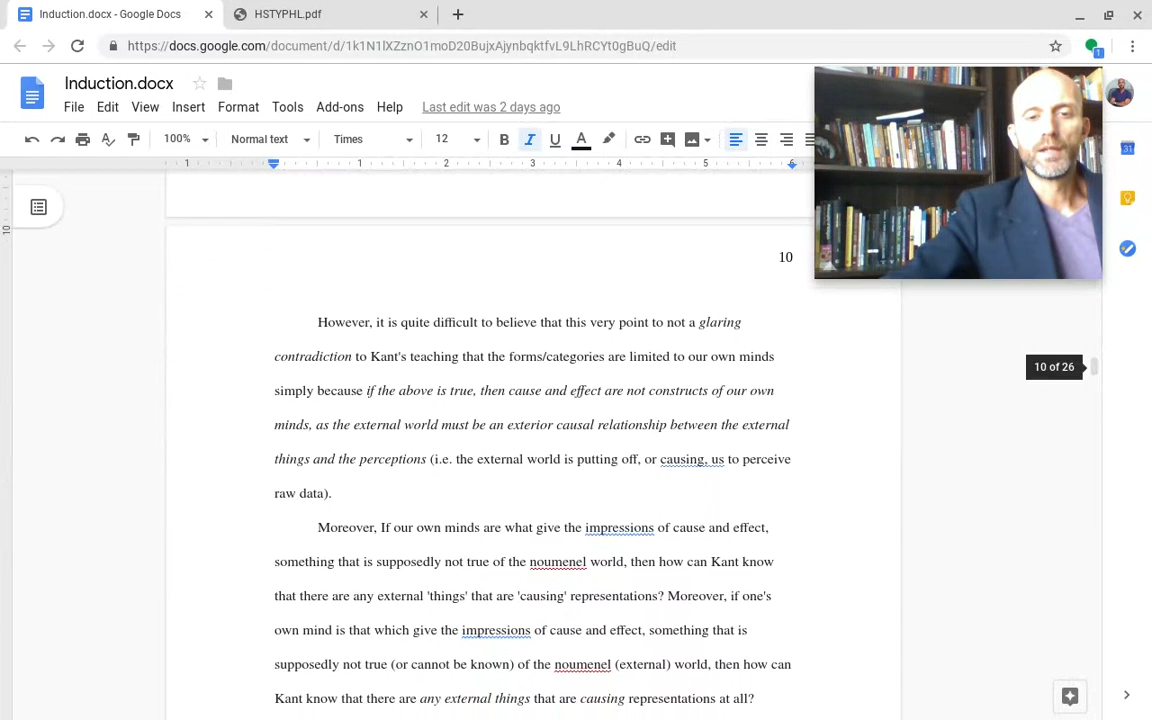 Induction.docx - Google Docs
HSTYPHL.pdf
https://docs.google.com/document/d/1k1N1lXZznO1moD20BujxAjynbqktfvL9LhRCYt0gBuQ/edit
1
Induction.docx
File Edit View Insert Format Tools Add-ons Help Last edit was 2 days ago
100% Normal text Times 12 B I U A
1 1 2 3 4 5 6
31
10
10
However, it is quite difficult to believe that this very point to not a glaring
contradiction to Kant's teaching that the forms/categories are limited to our own minds
10 of 26
simply because if the above is true, then cause and effect are not constructs of our own
minds, as the external world must be an exterior causal relationship between the external
things and the perceptions (i.e. the external world is putting off, or causing, us to perceive
raw data).
Moreover, If our own minds are what give the impressions of cause and effect,
something that is supposedly not true of the noumenel world, then how can Kant know
that there are any external 'things' that are 'causing' representations? Moreover, if one's
own mind is that which give the impressions of cause and effect, something that is
supposedly not true (or cannot be known) of the noumenel (external) world, then how can
Kant know that there are any external things that are causing representations at all?